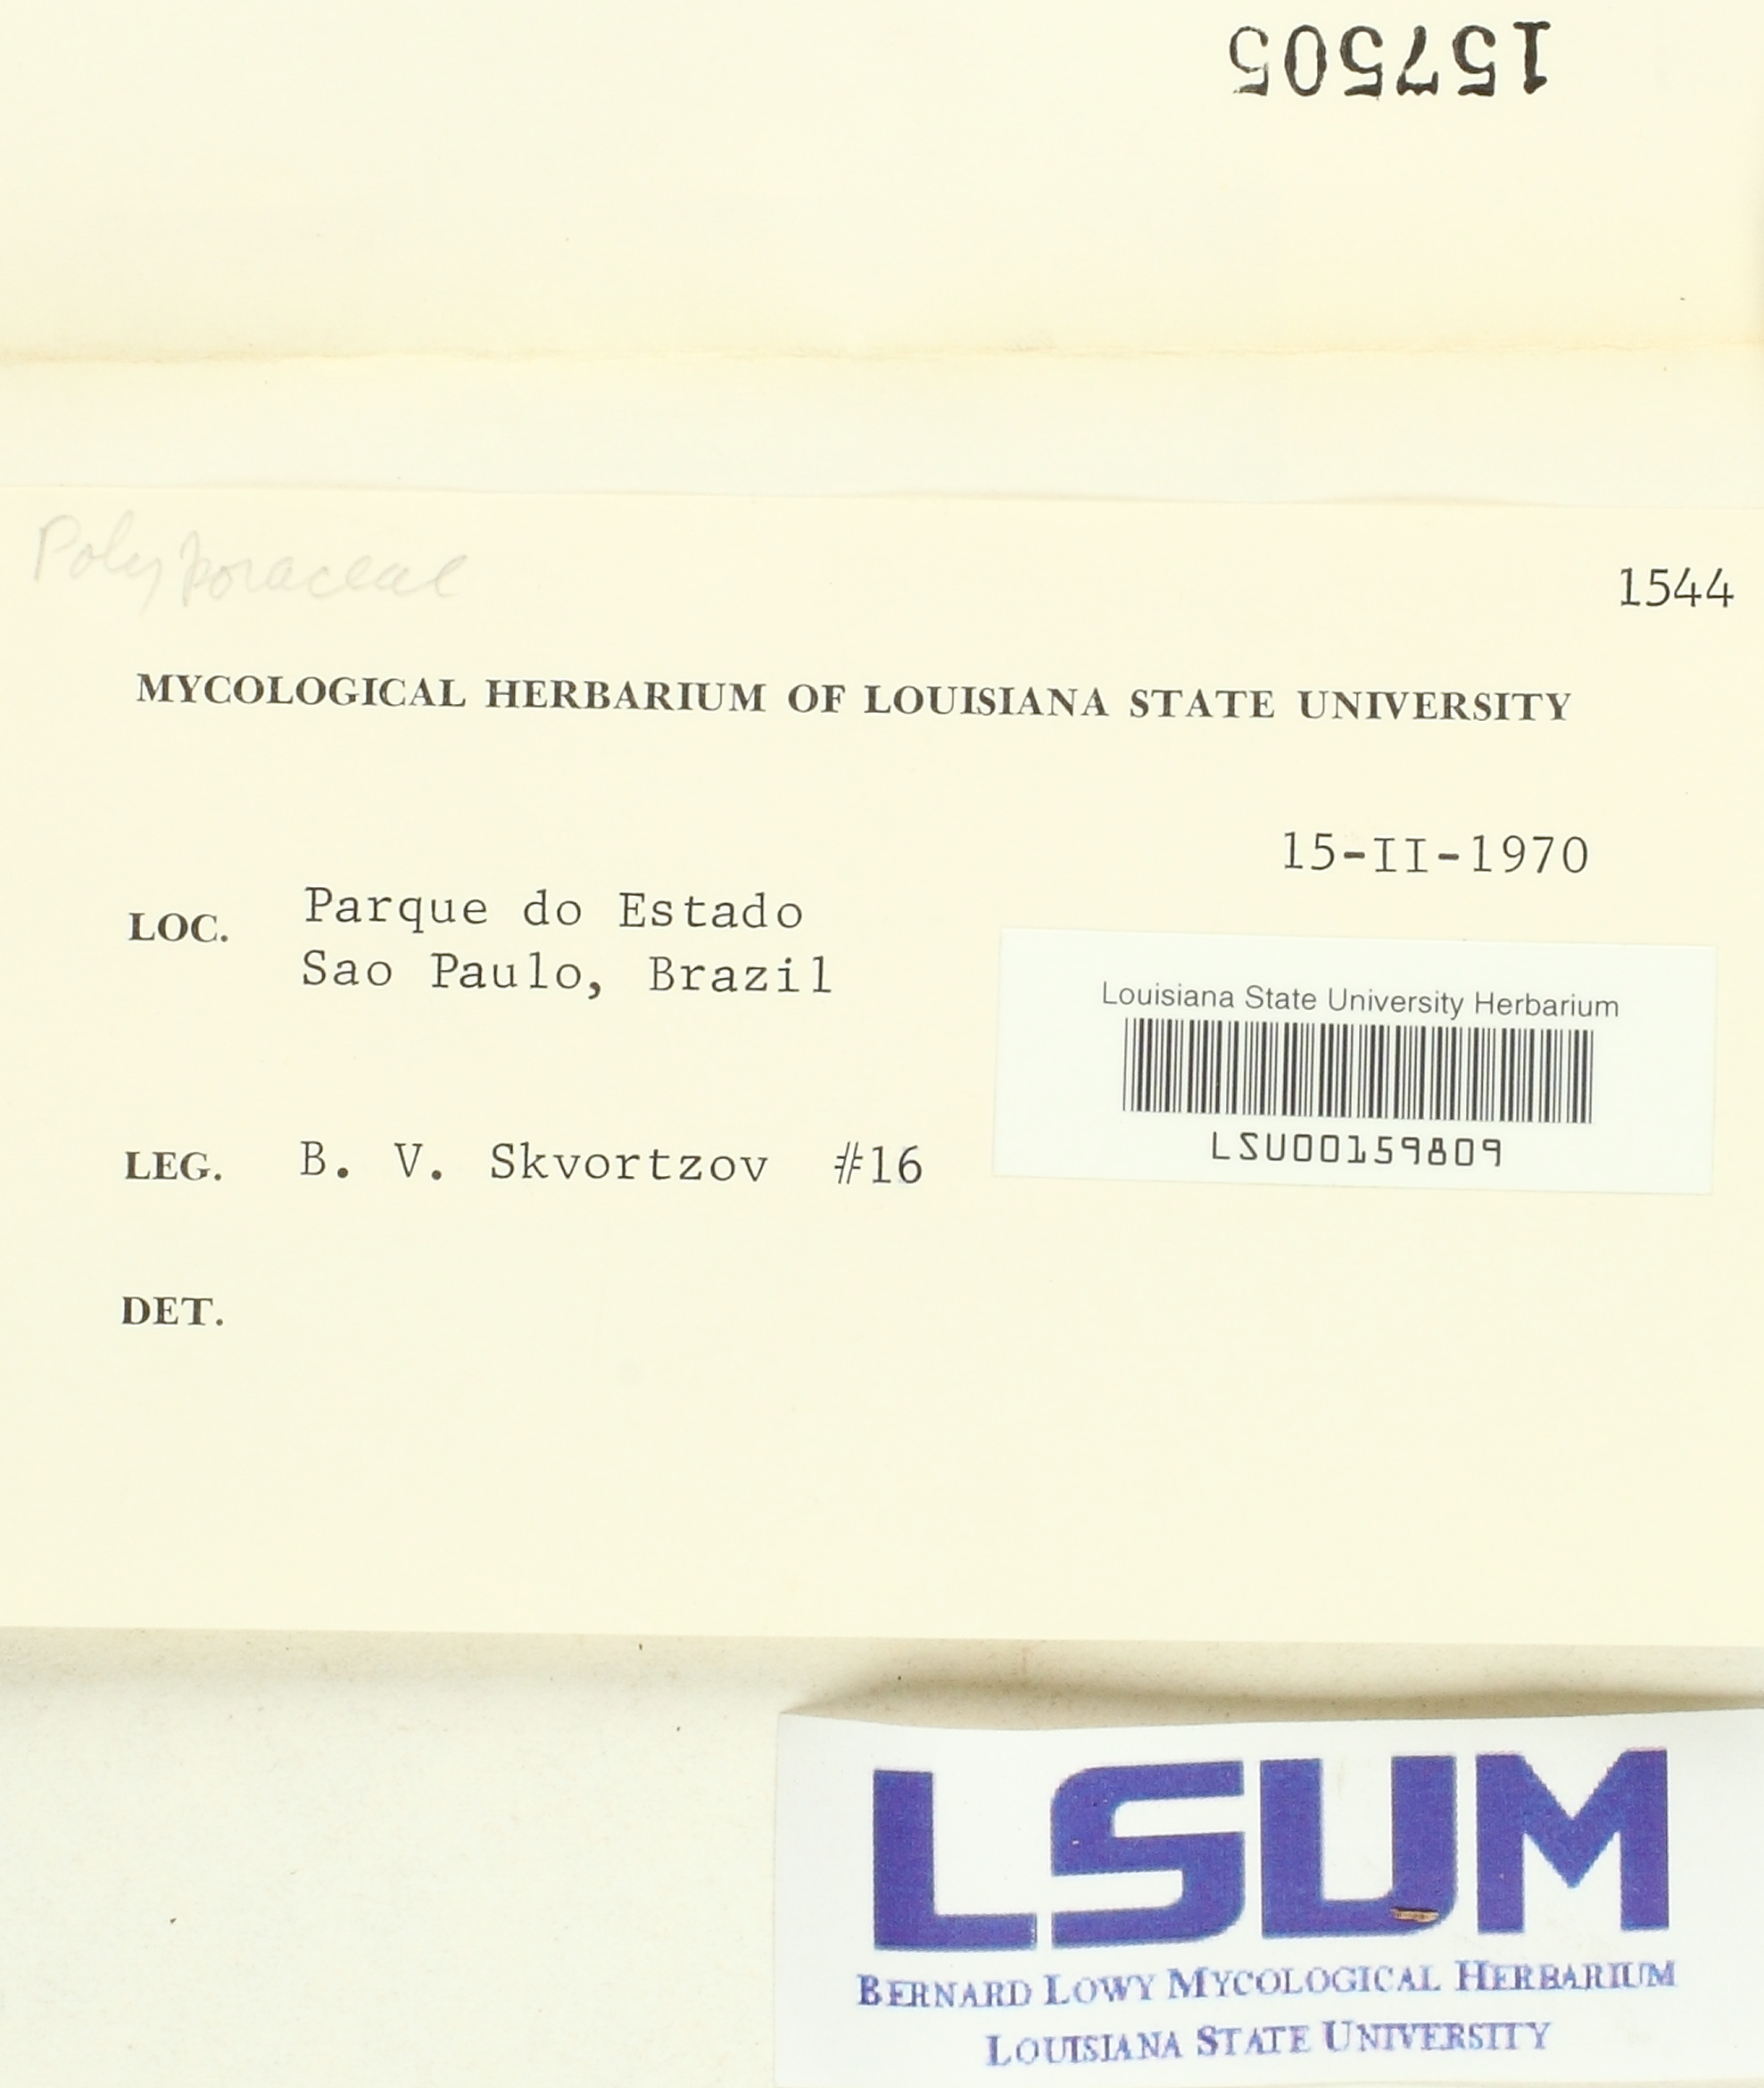 157505
Polyporaceae
1544
MYCOLOGICAL HERBARIUM OF LOUISIANA STATE UNIVERSITY
15-II-1970
LOC. Parque do Estado
Sao Paulo, Brazil
Louisiana State University Herbarium
LSU00159809
LEG. B. V. Skvortzov #16
DET.
LSUM
BERNARD LOWY MYCOLOGICAL HERBARIUM
LOUISIANA STATE UNIVERSITY